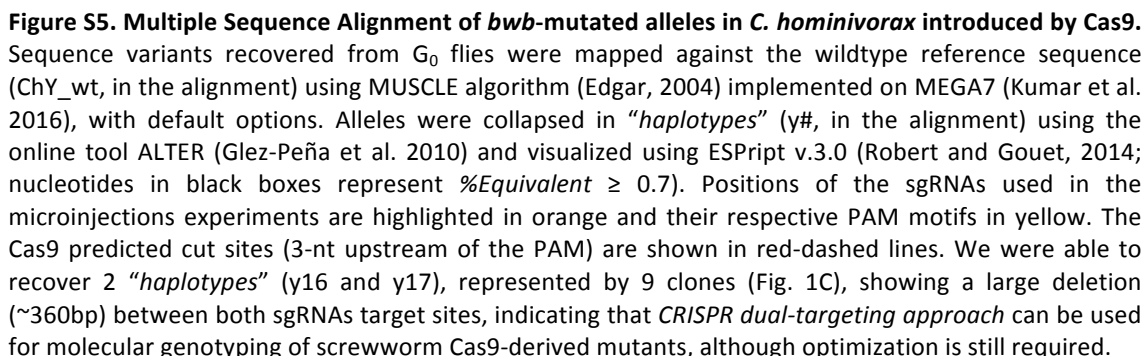 Figure S5. Multiple Sequence Alignment of bwb-mutated alleles in C. hominivorax introduced by Cas9.
Sequence variants recovered from G0 flies were mapped against the wildtype reference sequence
(ChY_wt, in the alignment) using MUSCLE algorithm (Edgar, 2004) implemented on MEGA7 (Kumar et al.
2016), with default options. Alleles were collapsed in “haplotypes” (y#, in the alignment) using the
online tool ALTER (Glez-Peña et al. 2010) and visualized using ESPript v.3.0 (Robert and Gouet, 2014;
nucleotides in black boxes represent %Equivalent ≥ 0.7). Positions of the sgRNAs used in the
microinjections experiments are highlighted in orange and their respective PAM motifs in yellow. The
Cas9 predicted cut sites (3-nt upstream of the PAM) are shown in red-dashed lines. We were able to
recover 2 “haplotypes” (y16 and y17), represented by 9 clones (Fig. 1C), showing a large deletion
(~360bp) between both sgRNAs target sites, indicating that CRISPR dual-targeting approach can be used
for molecular genotyping of screwworm Cas9-derived mutants, although optimization is still required.